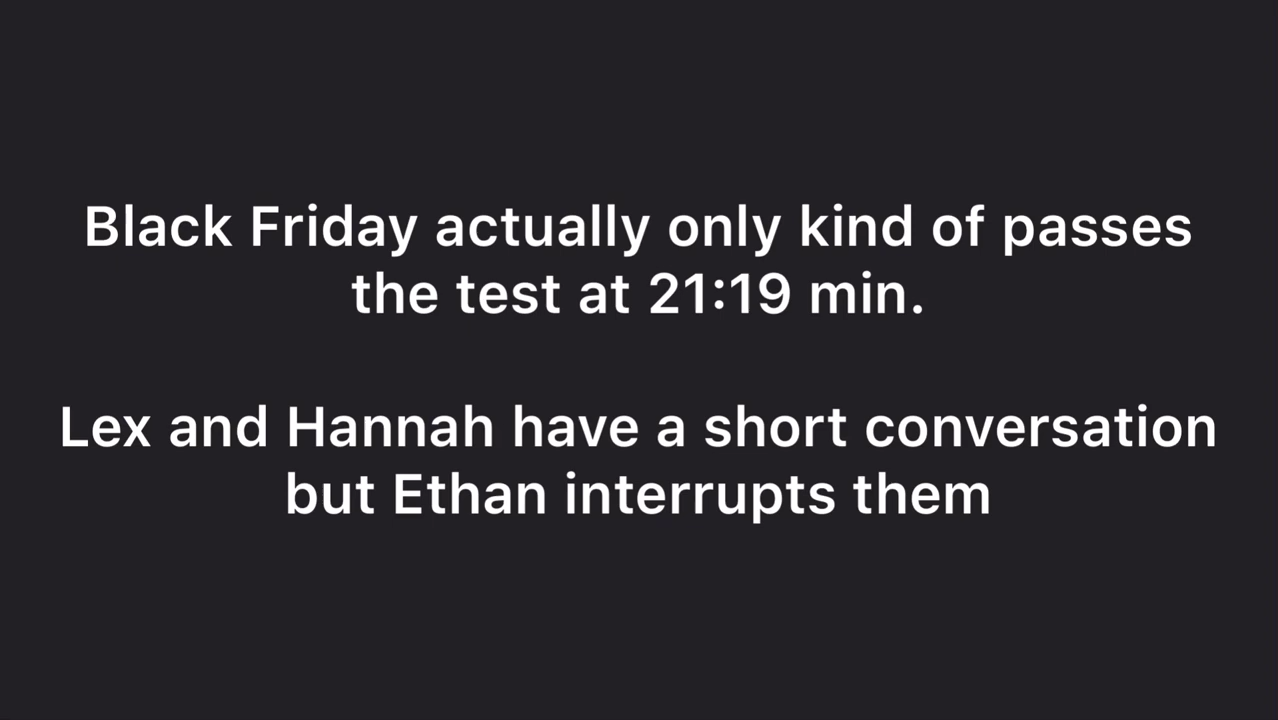 Black Friday actually only kind of passes
the test at 21:19 min.
Lex and Hannah have a short conversation
but Ethan interrupts them